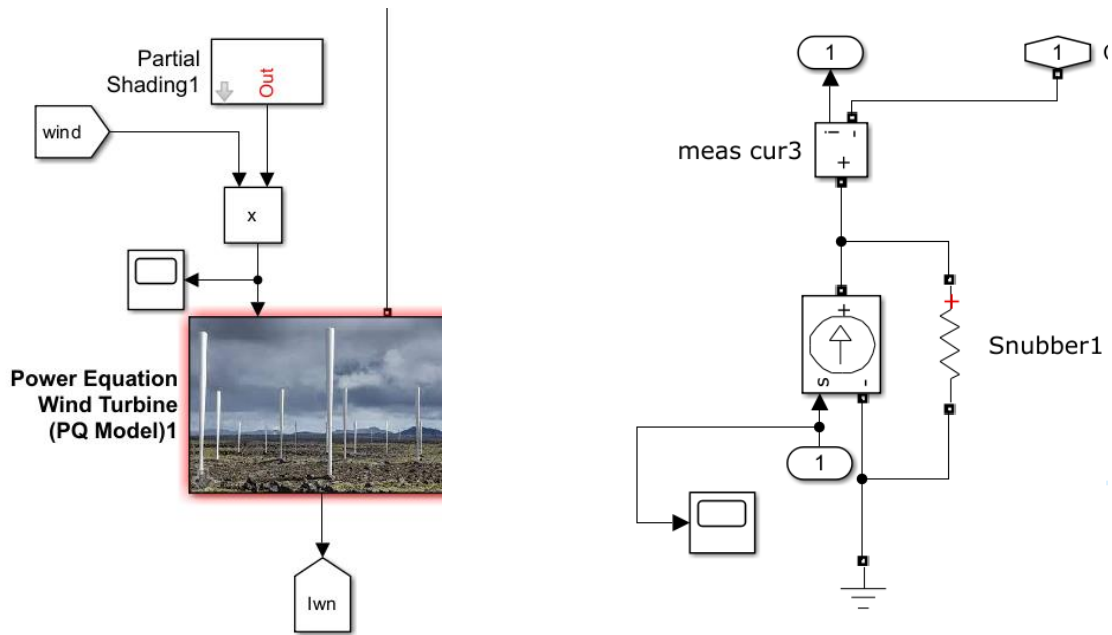 Partial
Shading1
Out
wind
x
Power Equation
Wind Turbine
(PQ Model)1
Iwn
1
1
meas cur3
i
-
+
+
s
-
+
Snubber1
1